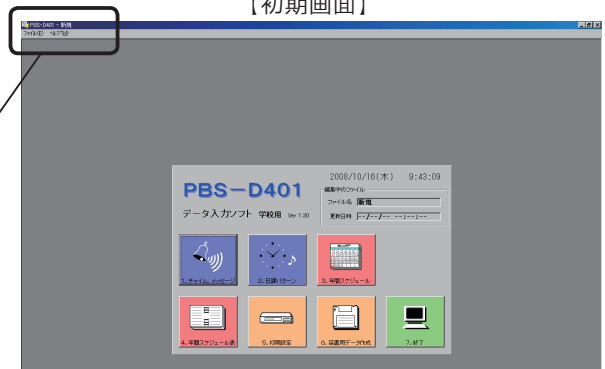 【初期画面】
PBS-D401 - 新規
ファイル(F) ヘルプ(H)
2008/10/16(木) 9:43:09
PBS-D401
編集中のファイル
ファイル名 新規
データ入力ソフト 学校用 Ver 1.30
更新日時 --/--/-- --:--:--
1. チャイム、メッセージ
2. 日課パターン
3. 年間スケジュール
4. 年間スケジュール表
5. 初期設定
6. 装置用データ作成
7. 終了